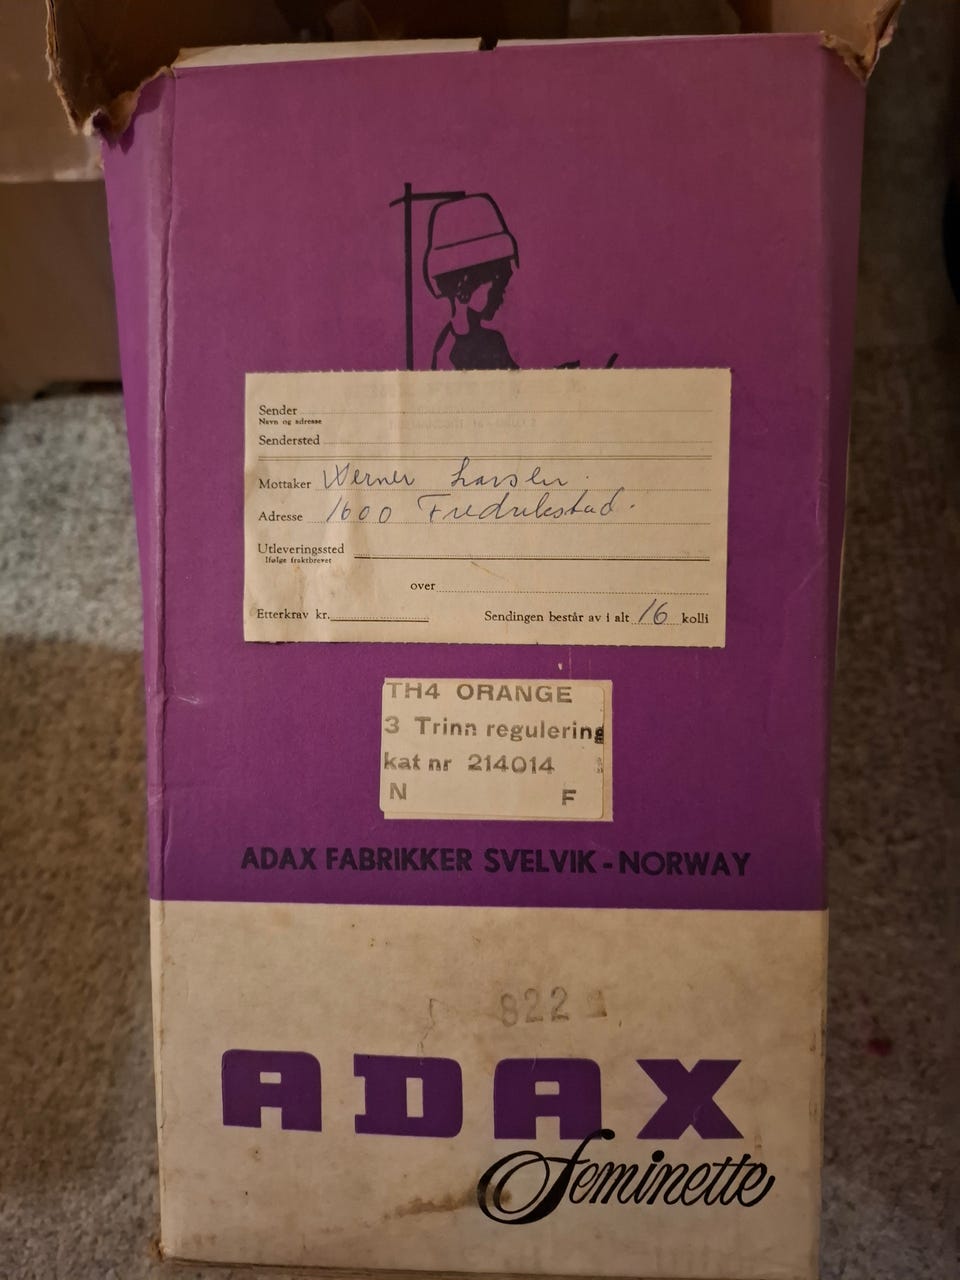 Sender
Navn og adresse
Sendersted
Mottaker Werner Larsen.
Adresse 1600 Fredrikstad.
Utleveringssted
Ifølge fraktbrevet
over
Etterkrav kr. Sendingen består av i alt 16 kolli
TH4 ORANGE
3 Trinn regulering
kat nr 214014
N F
ADAX FABRIKKER SVELVIK - NORWAY
822
ADAX
Feminette